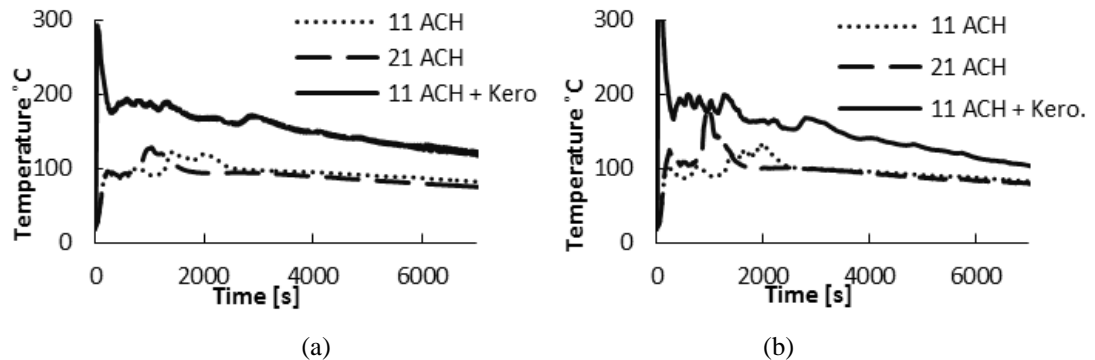 300
200
100
0
Temperature °C
11 ACH
21 ACH
11 ACH + Kero
0 2000 4000 6000
Time [s]
(a)
300
200
100
0
Temperature °C
11 ACH
21 ACH
11 ACH + Kero.
0 2000 4000 6000
Time [s]
(b)